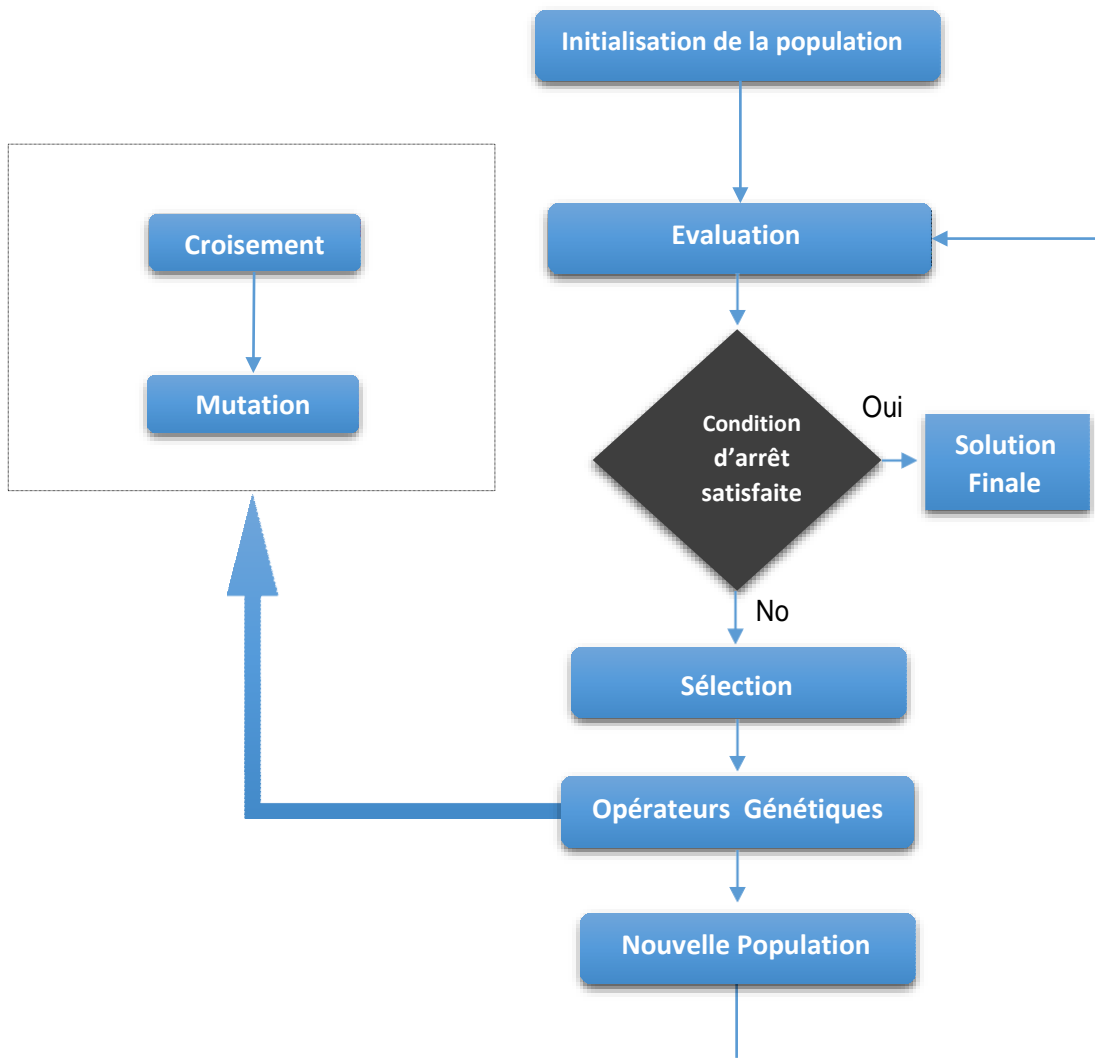 Initialisation de la population
Evaluation
Condition
d'arrêt
satisfaite
Oui
Solution
Finale
No
Sélection
Opérateurs Génétiques
Nouvelle Population
Croisement
Mutation